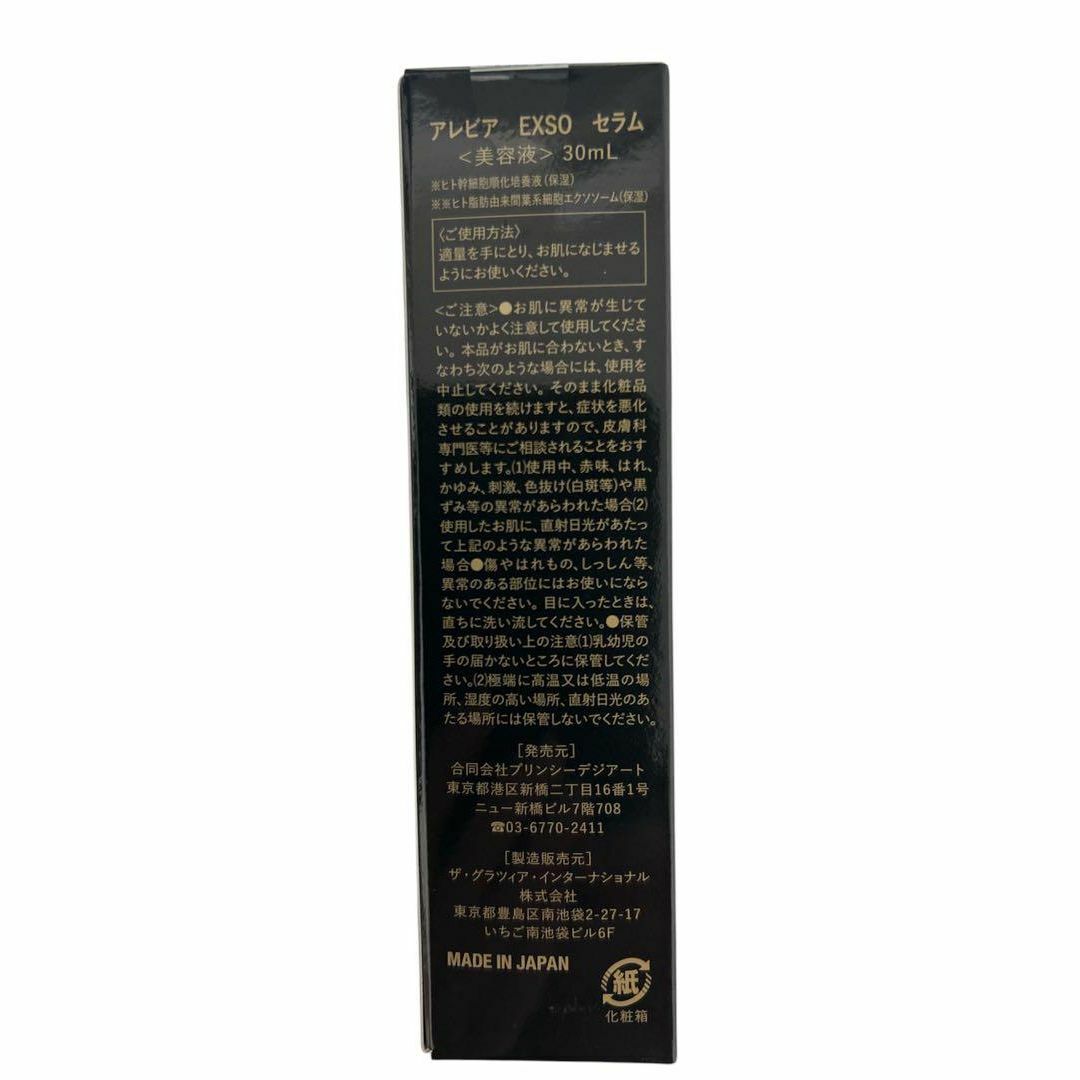 アレビア EXSO セラム
<美容液> 30mL
※ヒト幹細胞順化培養液(保湿)
※※ヒト脂肪由来間葉系細胞エクソソーム(保湿)
〈ご使用方法〉
適量を手にとり、お肌になじませる
ようにお使いください。
<ご注意>●お肌に異常が生じて
いないかよく注意して使用してくださ
い。本品がお肌に合わないとき、す
なわち次のような場合には、使用を
中止してください。そのまま化粧品
類の使用を続けますと、症状を悪化
させることがありますので、皮膚科
専門医等にご相談されることをおす
すめします。(1)使用中、赤味、はれ、
かゆみ、刺激、色抜け(白斑等)や黒
ずみ等の異常があらわれた場合(2)
使用したお肌に、直射日光があたっ
て上記のような異常があらわれた
場合●傷やはれもの、しっしん等、
異常のある部位にはお使いになら
ないでください。目に入ったときは、
直ちに洗い流してください。●保管
及び取り扱い上の注意(1)乳幼児の
手の届かないところに保管してくだ
さい。(2)極端に高温又は低温の場
所、湿度の高い場所、直射日光のあ
たる場所には保管しないでください。
[発売元]
合同会社プリンシーデジアート
東京都港区新橋二丁目16番1号
ニュー新橋ビル7階708
☎03-6770-2411
[製造販売元]
ザ・グラツィア・インターナショナル
株式会社
東京都豊島区南池袋2-27-17
いちご南池袋ビル6F
MADE IN JAPAN
紙
化粧箱